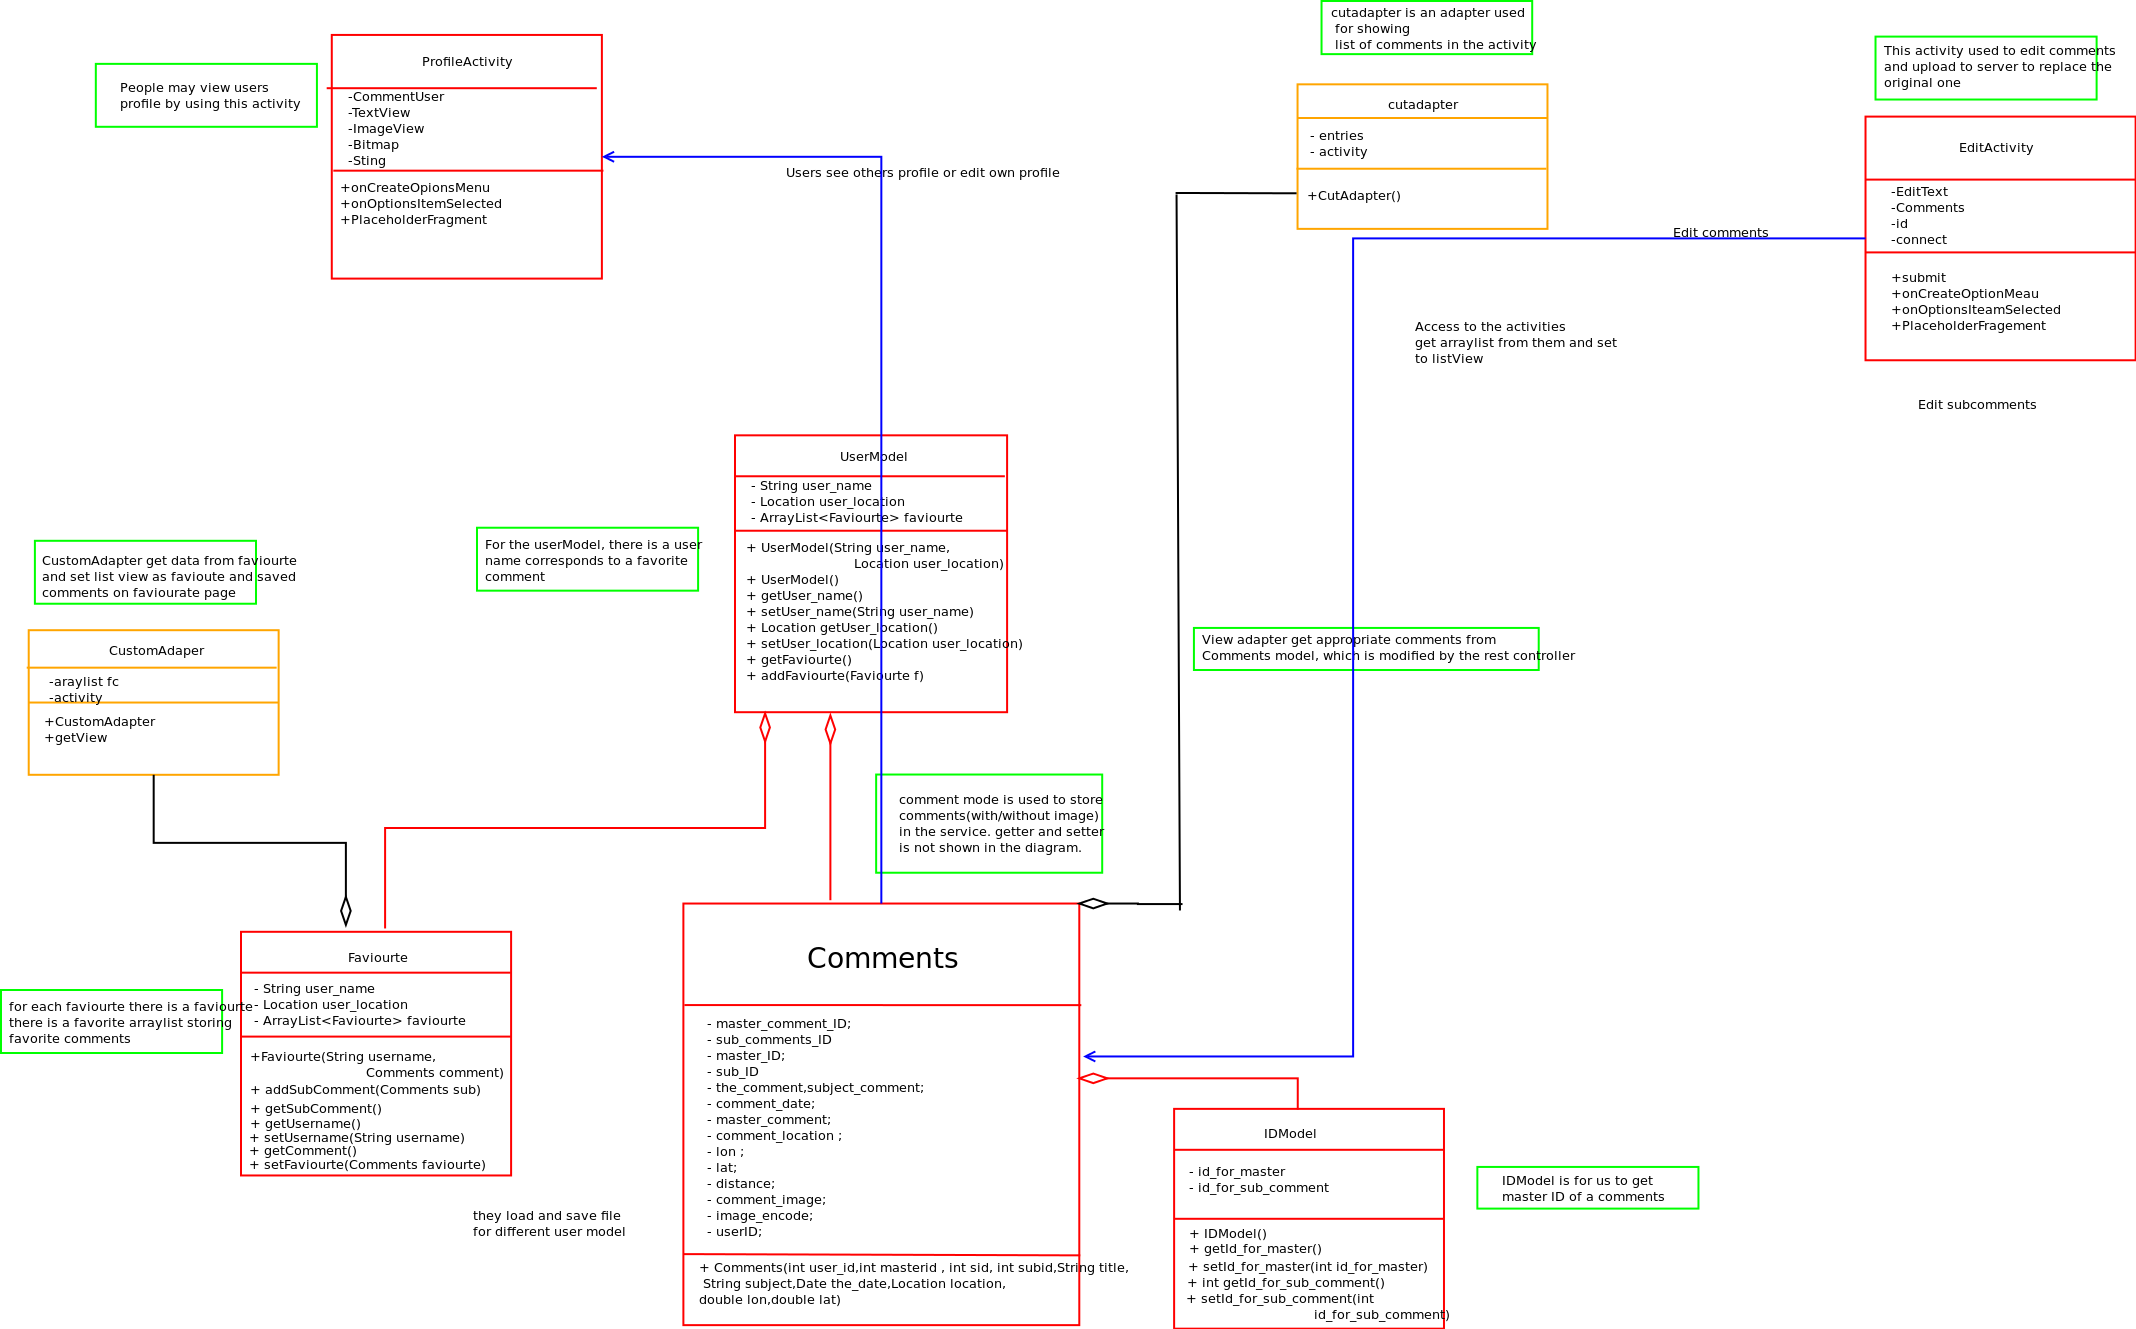 cutadapter is an adapter used
for showing
list of comments in the activity
This activity used to edit comments
and upload to server to replace the
original one
ProfileActivity
People may view users
profile by using this activity
-CommentUser
-TextView
-ImageView
-Bitmap
-Sting
+onCreateOpionsMenu
+onOptionsItemSelected
+PlaceholderFragment
Users see others profile or edit own profile
cutadapter
- entries
- activity
+CutAdapter()
EditActivity
-EditText
-Comments
-id
-connect
+submit
+onCreateOptionMeau
+onOptionsIteamSelected
+PlaceholderFragement
Edit comments
Access to the activities
get arraylist from them and set
to listView
Edit subcomments
UserModel
- String user_name
- Location user_location
- ArrayList<Faviourte> faviourte
+ UserModel(String user_name,
Location user_location)
+ UserModel()
+ getUser_name()
+ setUser_name(String user_name)
+ Location getUser_location()
+ setUser_location(Location user_location)
+ getFaviourte()
+ addFaviourte(Faviourte f)
For the userModel, there is a user
name corresponds to a favorite
comment
CustomAdapter get data from faviourte
and set list view as favioute and saved
comments on faviourate page
CustomAdaper
-araylist fc
-activity
+CustomAdapter
+getView
View adapter get appropriate comments from
Comments model, which is modified by the rest controller
comment mode is used to store
comments(with/without image)
in the service. getter and setter
is not shown in the diagram.
Faviourte
- String user_name
- Location user_location
- ArrayList<Faviourte> faviourte
+Faviourte(String username,
Comments comment)
+ addSubComment(Comments sub)
+ getSubComment()
+ getUsername()
+ setUsername(String username)
+ getComment()
+ setFaviourte(Comments faviourte)
for each faviourte there is a faviourte
there is a favorite arraylist storing
favorite comments
they load and save file
for different user model
Comments
- master_comment_ID;
- sub_comments_ID
- master_ID;
- sub_ID
- the_comment,subject_comment;
- comment_date;
- master_comment;
- comment_location ;
- lon ;
- lat;
- distance;
- comment_image;
- image_encode;
- userID;
+ Comments(int user_id,int masterid , int sid, int subid,String title,
String subject,Date the_date,Location location,
double lon,double lat)
IDModel
- id_for_master
- id_for_sub_comment
+ IDModel()
+ getId_for_master()
+ setId_for_master(int id_for_master)
+ int getId_for_sub_comment()
+ setId_for_sub_comment(int
id_for_sub_comment)
IDModel is for us to get
master ID of a comments